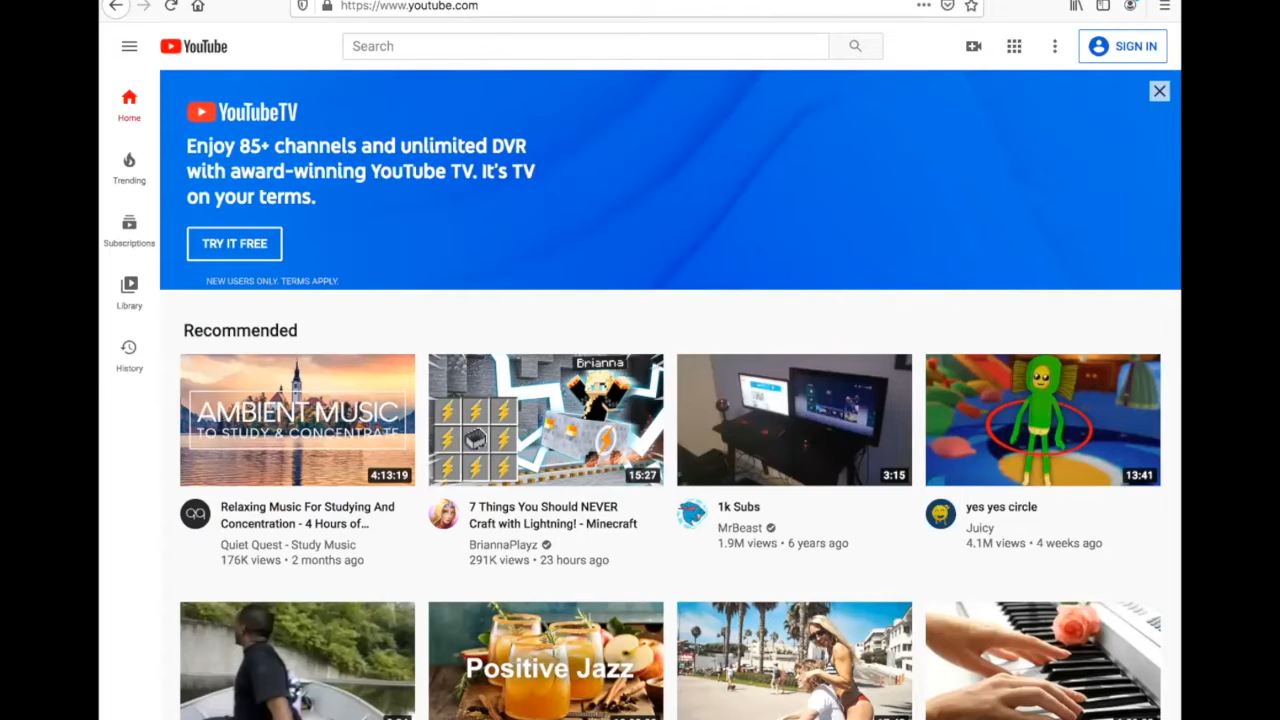 https://www.youtube.com
YouTube
Search
SIGN IN
Home
Trending
Subscriptions
Library
History
YouTubeTV
Enjoy 85+ channels and unlimited DVR
with award-winning YouTube TV. It's TV
on your terms.
TRY IT FREE
NEW USERS ONLY. TERMS APPLY.
Recommended
AMBIENT MUSIC
TO STUDY & CONCENTRATE
4:13:19
Brianna
15:27
3:15
13:41
Relaxing Music For Studying And
Concentration - 4 Hours of...
Quiet Quest - Study Music
176K views • 2 months ago
7 Things You Should NEVER
Craft with Lightning! - Minecraft
BriannaPlayz
291K views • 23 hours ago
1k Subs
MrBeast
1.9M views • 6 years ago
yes yes circle
Juicy
4.1M views • 4 weeks ago
Positive Jazz